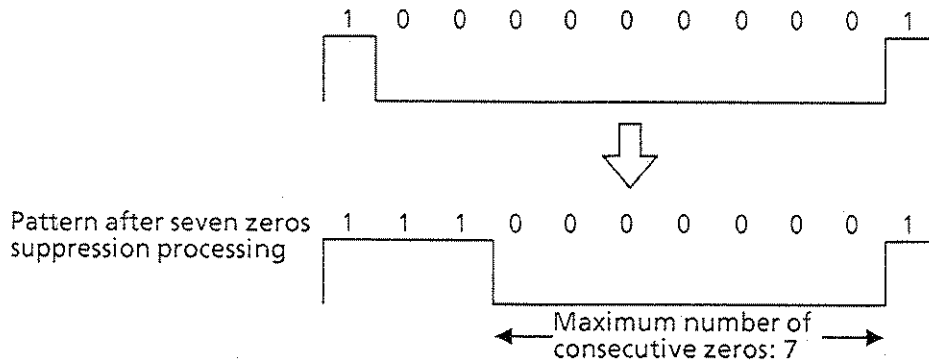 1 0 0 0 0 0 0 0 0 0 1
Pattern after seven zeros
suppression processing
1 1 1 0 0 0 0 0 0 0 1
Maximum number of
consecutive zeros: 7